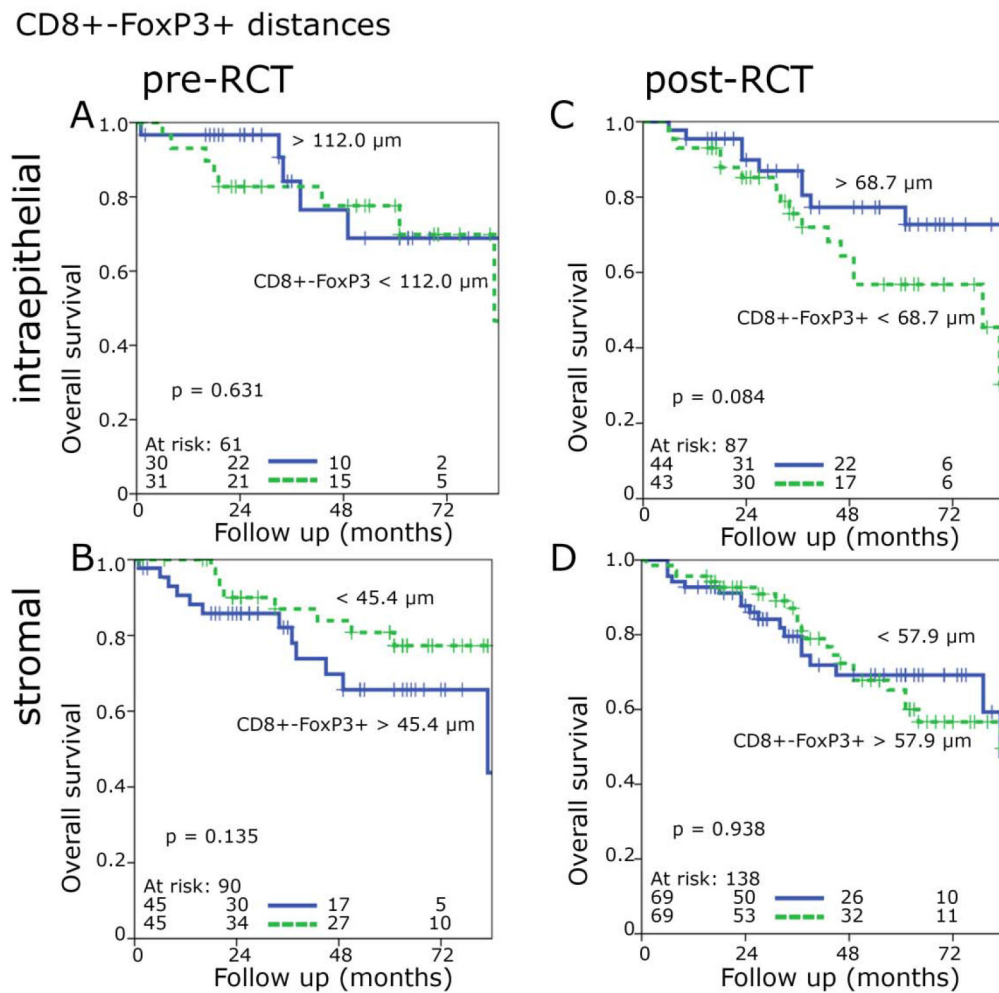 CD8+-FoxP3+ distances
pre-RCT
post-RCT
intraepithelial
stromal
A
1.0
0.8
0.6
0.4
0.2
0
Overall survival
> 112.0 µm
CD8+-FoxP3 < 112.0 µm
p = 0.631
At risk: 61
30 22 10 2
31 21 15 5
0 24 48 72
Follow up (months)
C
1.0
0.8
0.6
0.4
0.2
0
Overall survival
> 68.7 µm
CD8+-FoxP3+ < 68.7 µm
p = 0.084
At risk: 87
44 31 22 6
43 30 17 6
0 24 48 72
Follow up (months)
B
1.0
0.8
0.6
0.4
0.2
0
Overall survival
< 45.4 µm
CD8+-FoxP3+ > 45.4 µm
p = 0.135
At risk: 90
45 30 17 5
45 34 27 10
0 24 48 72
Follow up (months)
D
1.0
0.8
0.6
0.4
0.2
0
Overall survival
< 57.9 µm
CD8+-FoxP3+ > 57.9 µm
p = 0.938
At risk: 138
69 50 26 10
69 53 32 11
0 24 48 72
Follow up (months)